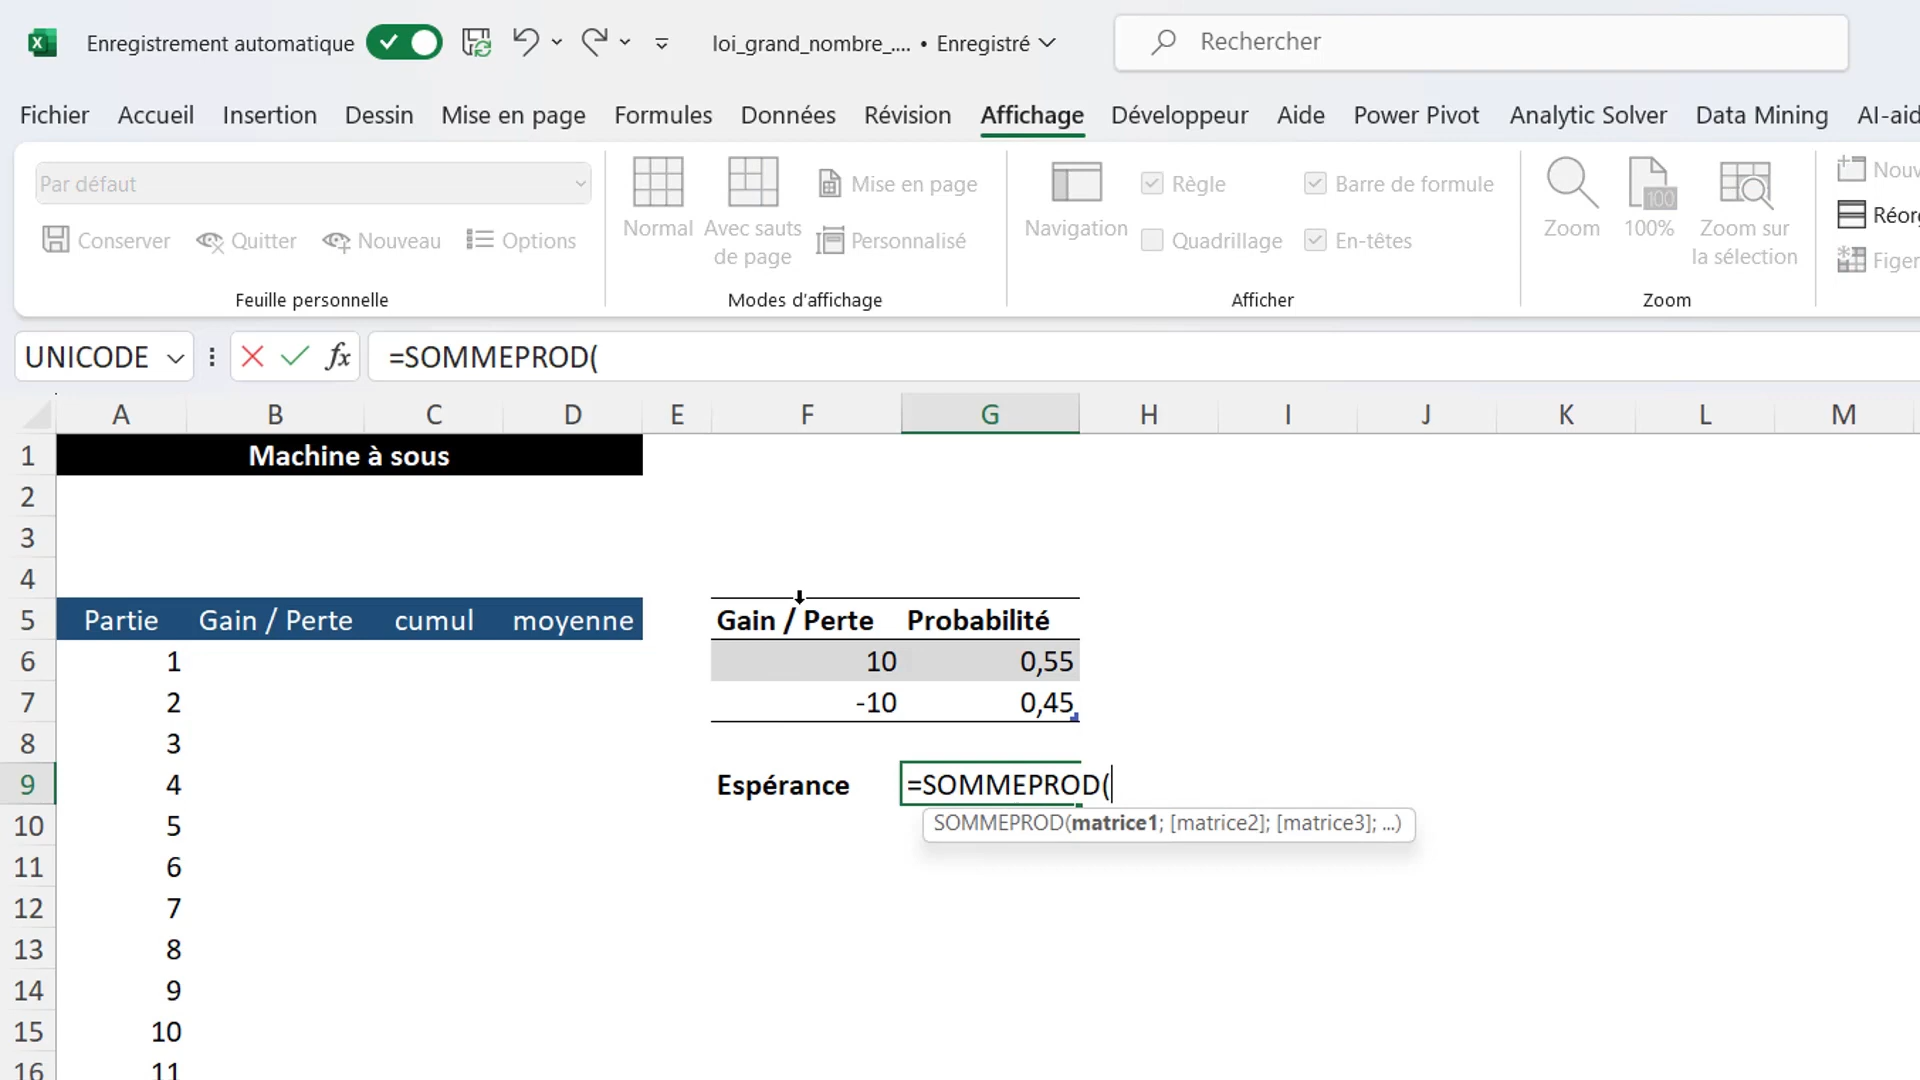 Enregistrement automatique
loi_grand_nombre_.... • Enregistré
Rechercher
Fichier Accueil Insertion Dessin Mise en page Formules Données Révision Affichage Développeur Aide Power Pivot Analytic Solver Data Mining AI-aid
Par défaut
Conserver Quitter Nouveau Options
Feuille personnelle
Normal
Avec sauts
de page
Mise en page
Personnalisé
Modes d'affichage
Navigation
Règle
Barre de formule
Quadrillage
En-têtes
Afficher
Zoom
100
100%
Zoom sur
la sélection
Zoom
Nouv
Réorg
Figer
UNICODE fx =SOMMEPROD(
A B C D E F G H I J K L M
1 Machine à sous
2
3
4
5 Partie Gain / Perte cumul moyenne Gain / Perte Probabilité
6 1 10 0,55
7 2 -10 0,45
8 3
9 4 Espérance =SOMMEPROD(
SOMMEPROD(matrice1; [matrice2]; [matrice3]; ...)
10 5
11 6
12 7
13 8
14 9
15 10
16 11